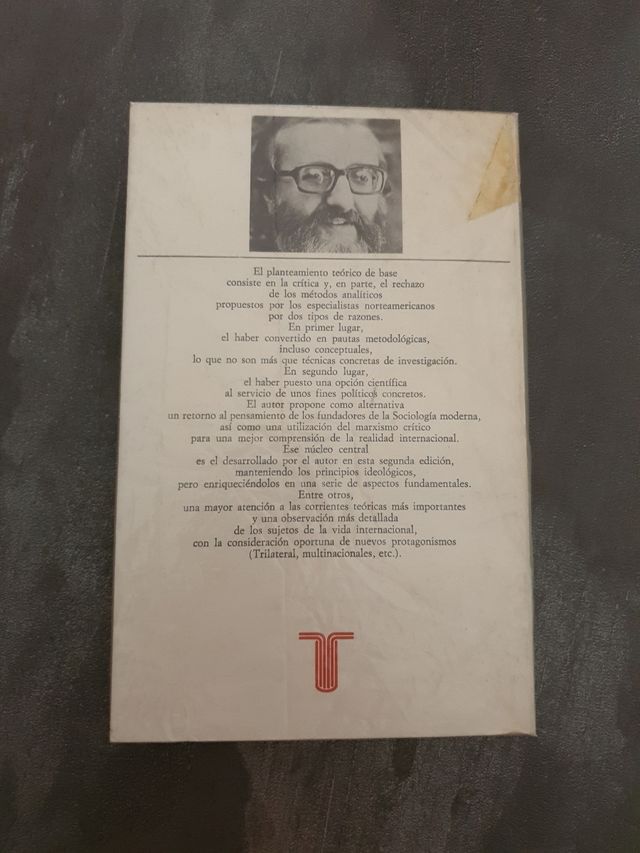 El planteamiento teórico de base
consiste en la crítica y, en parte, el rechazo
de los métodos analíticos
propuestos por los especialistas norteamericanos
por dos tipos de razones.
En primer lugar,
el haber convertido en pautas metodológicas,
incluso conceptuales,
lo que no son más que técnicas concretas de investigación.
En segundo lugar,
el haber puesto una opción científica
al servicio de unos fines políticos concretos.
El autor propone como alternativa
un retorno al pensamiento de los fundadores de la Sociología moderna,
así como una utilización del marxismo crítico
para una mejor comprensión de la realidad internacional.
Ese núcleo central
es el desarrollado por el autor en esta segunda edición,
manteniendo los principios ideológicos,
pero enriqueciéndolos en una serie de aspectos fundamentales.
Entre otros,
una mayor atención a las corrientes teóricas más importantes
y una observación más detallada
de los sujetos de la vida internacional,
con la consideración oportuna de nuevos protagonismos
(Trilateral, multinacionales, etc.).